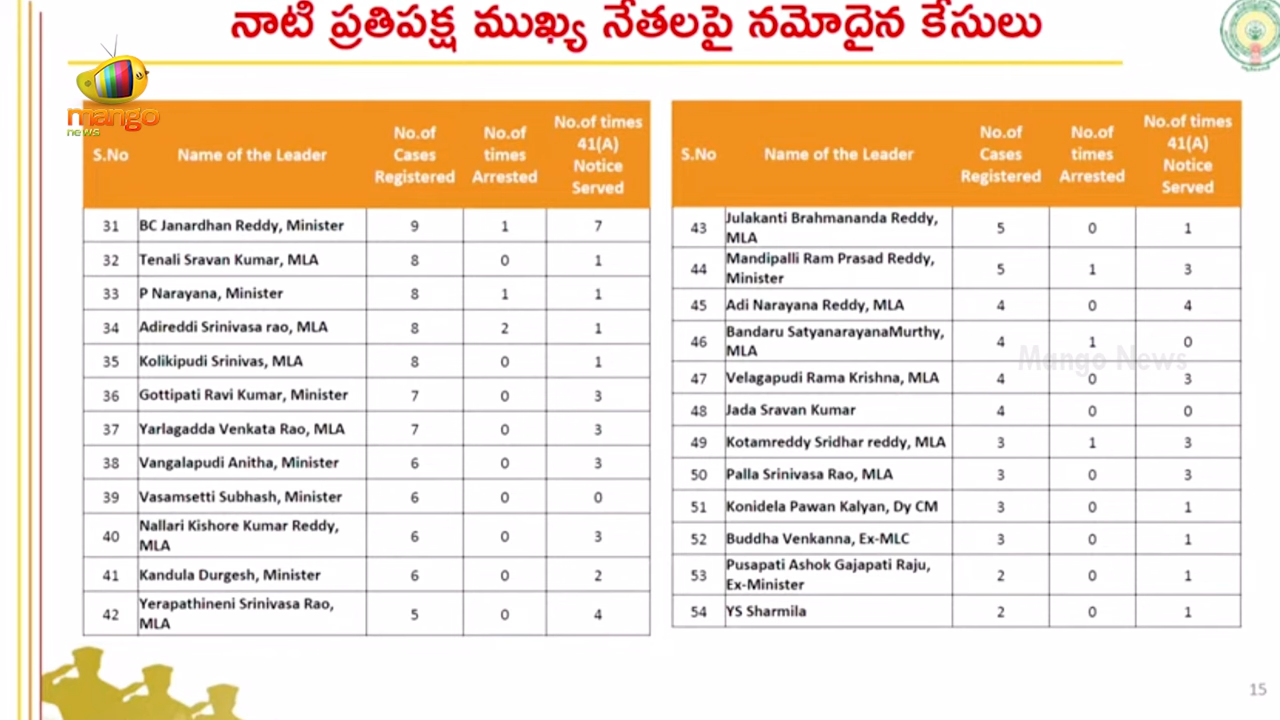 నాటి ప్రతిపక్ష ముఖ్య నేతలపై నమోదైన కేసులు
mango
news
S.No Name of the Leader No.of Cases Registered No.of times Arrested No.of times 41(A) Notice Served
31 BC Janardhan Reddy, Minister 9 1 7
32 Tenali Sravan Kumar, MLA 8 0 1
33 P Narayana, Minister 8 1 1
34 Adireddi Srinivasa rao, MLA 8 2 1
35 Kolikipudi Srinivas, MLA 8 0 1
36 Gottipati Ravi Kumar, Minister 7 0 3
37 Yarlagadda Venkata Rao, MLA 7 0 3
38 Vangalapudi Anitha, Minister 6 0 3
39 Vasamsetti Subhash, Minister 6 0 0
40 Nallari Kishore Kumar Reddy, MLA 6 0 3
41 Kandula Durgesh, Minister 6 0 2
42 Yerapathineni Srinivasa Rao, MLA 5 0 4
S.No Name of the Leader No.of Cases Registered No.of times Arrested No.of times 41(A) Notice Served
43 Julakanti Brahmananda Reddy, MLA 5 0 1
44 Mandipalli Ram Prasad Reddy, Minister 5 1 3
45 Adi Narayana Reddy, MLA 4 0 4
46 Bandaru SatyanarayanaMurthy, MLA 4 1 0
Mango News
47 Velagapudi Rama Krishna, MLA 4 0 3
48 Jada Sravan Kumar 4 0 0
49 Kotamreddy Sridhar reddy, MLA 3 1 3
50 Palla Srinivasa Rao, MLA 3 0 3
51 Konidela Pawan Kalyan, Dy CM 3 0 1
52 Buddha Venkanna, Ex-MLC 3 0 1
53 Pusapati Ashok Gajapati Raju, Ex-Minister 2 0 1
54 YS Sharmila 2 0 1
15